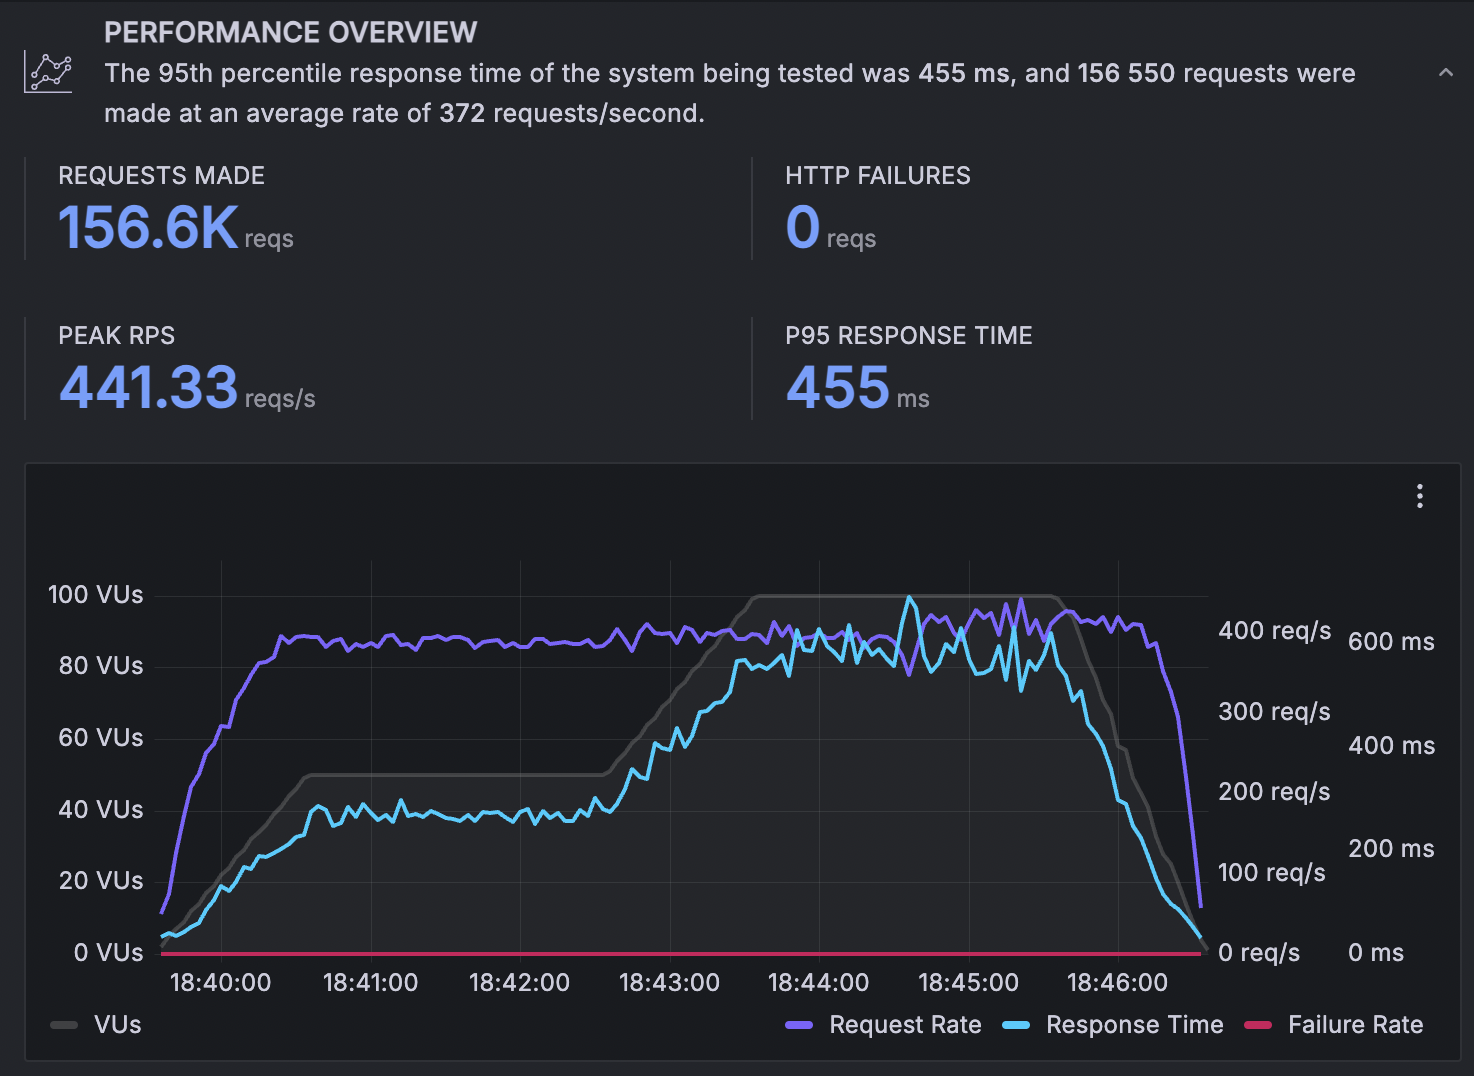 PERFORMANCE OVERVIEW
The 95th percentile response time of the system being tested was 455 ms, and 156 550 requests were
made at an average rate of 372 requests/second.
REQUESTS MADE
156.6K reqs
HTTP FAILURES
0 reqs
PEAK RPS
441.33 reqs/s
P95 RESPONSE TIME
455 ms
100 VUs
80 VUs
60 VUs
40 VUs
20 VUs
0 VUs
400 req/s
300 req/s
200 req/s
100 req/s
0 req/s
600 ms
400 ms
200 ms
0 ms
18:40:00 18:41:00 18:42:00 18:43:00 18:44:00 18:45:00 18:46:00
VUs Request Rate Response Time Failure Rate